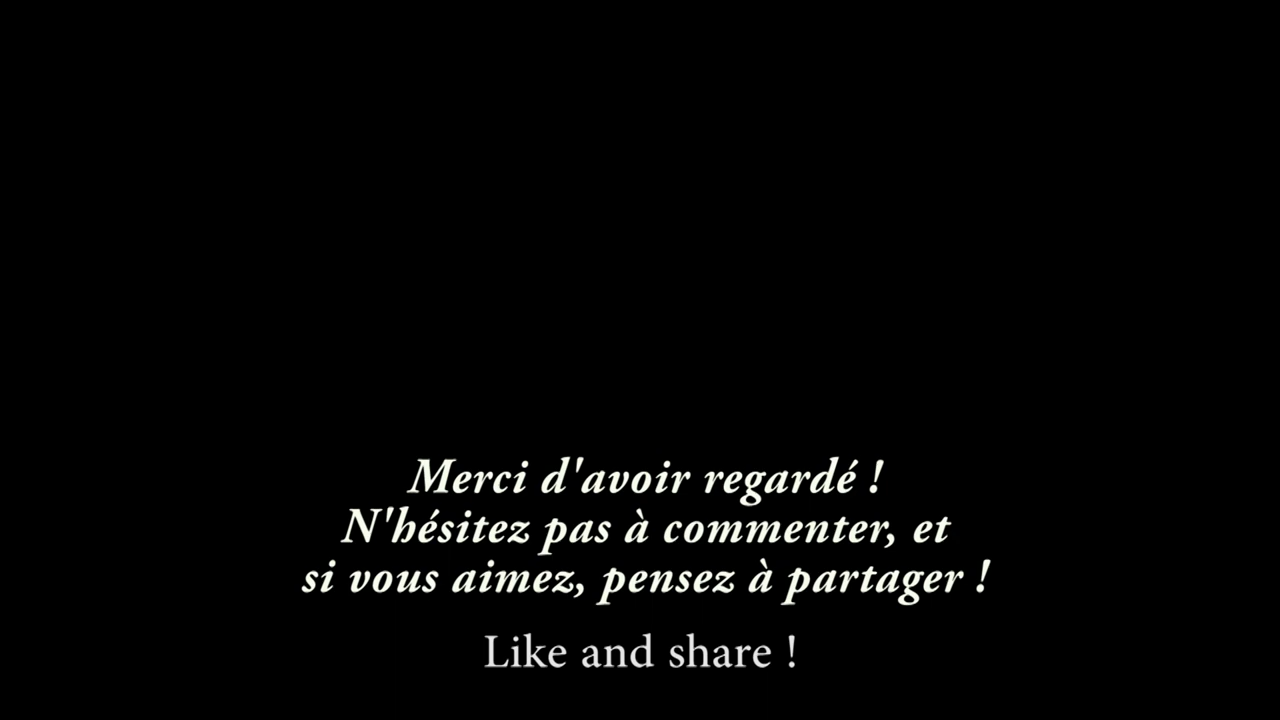 Merci d'avoir regardé !
N'hésitez pas à commenter, et
si vous aimez, pensez à partager !
Like and share !